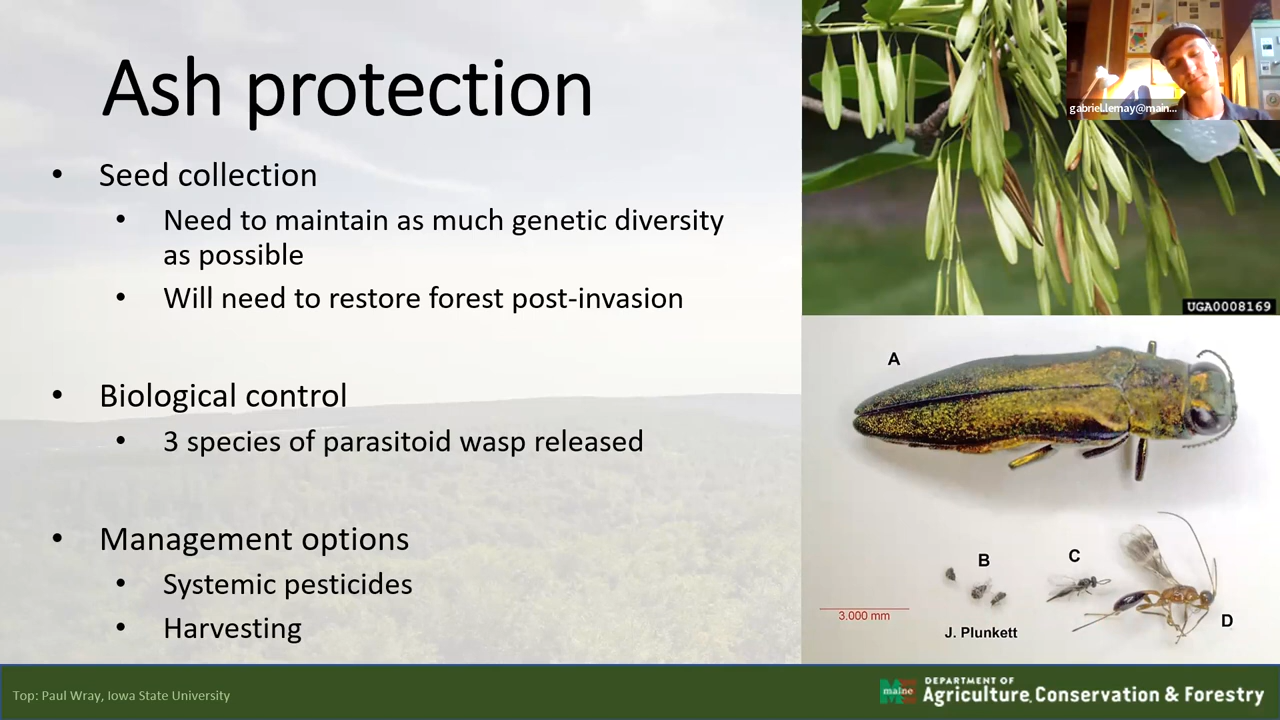 Ash protection
• Seed collection
• Need to maintain as much genetic diversity
as possible
• Will need to restore forest post-invasion
• Biological control
• 3 species of parasitoid wasp released
• Management options
• Systemic pesticides
• Harvesting
gabriel.lemay@main...
UGA0008169
A
B
C
D
3.000 mm
J. Plunkett
Top: Paul Wray, Iowa State University
maine
DEPARTMENT OF
Agriculture, Conservation & Forestry